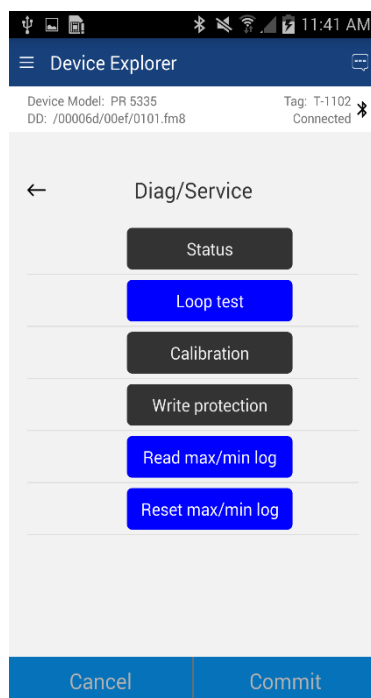 11:41 AM
Device Explorer
Device Model: PR 5335
Tag: T-1102
DD: /00006d/00ef/0101.fm8
Connected
Diag/Service
Status
Loop test
Calibration
Write protection
Read max/min log
Reset max/min log
Cancel
Commit